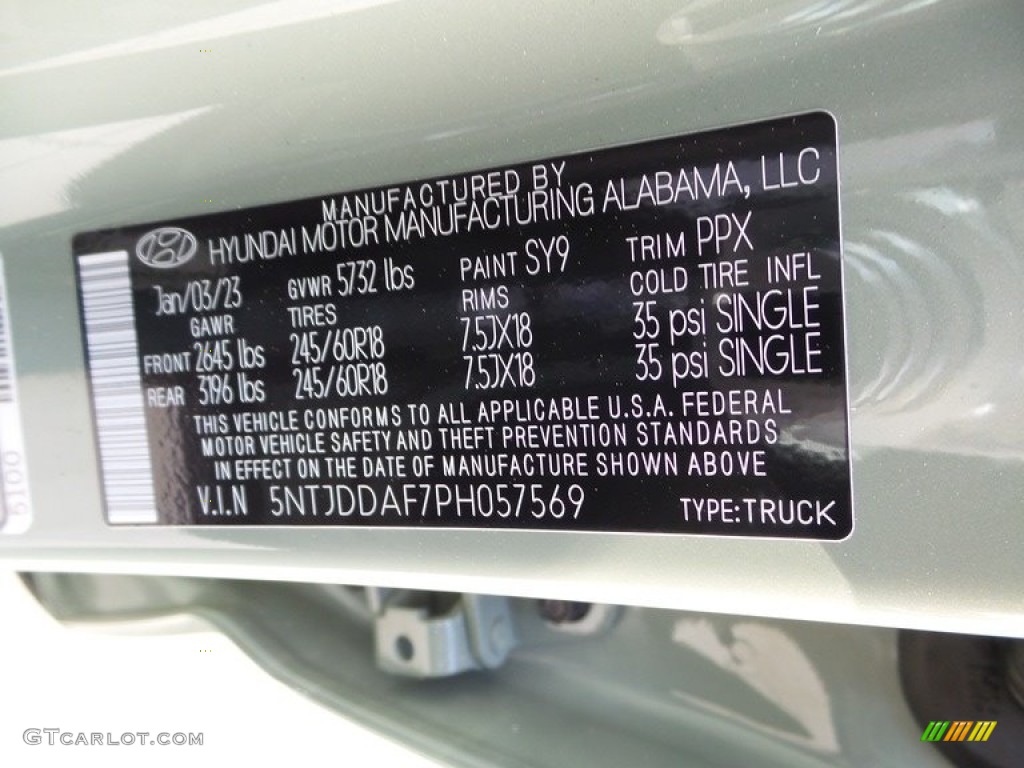 MANUFACTURED BY
HYUNDAI MOTOR MANUFACTURING ALABAMA, LLC
Jan/03/23 GVWR 5732 lbs PAINT SY9 TRIM PPX
GAWR TIRES RIMS COLD TIRE INFL
FRONT 2645 lbs 245/60R18 7.5JX18 35 psi SINGLE
REAR 3196 lbs 245/60R18 7.5JX18 35 psi SINGLE
THIS VEHICLE CONFORMS TO ALL APPLICABLE U.S.A. FEDERAL
MOTOR VEHICLE SAFETY AND THEFT PREVENTION STANDARDS
IN EFFECT ON THE DATE OF MANUFACTURE SHOWN ABOVE
V.I.N 5NTJDDAF7PH057569 TYPE:TRUCK
5100
GTCARLOT.COM